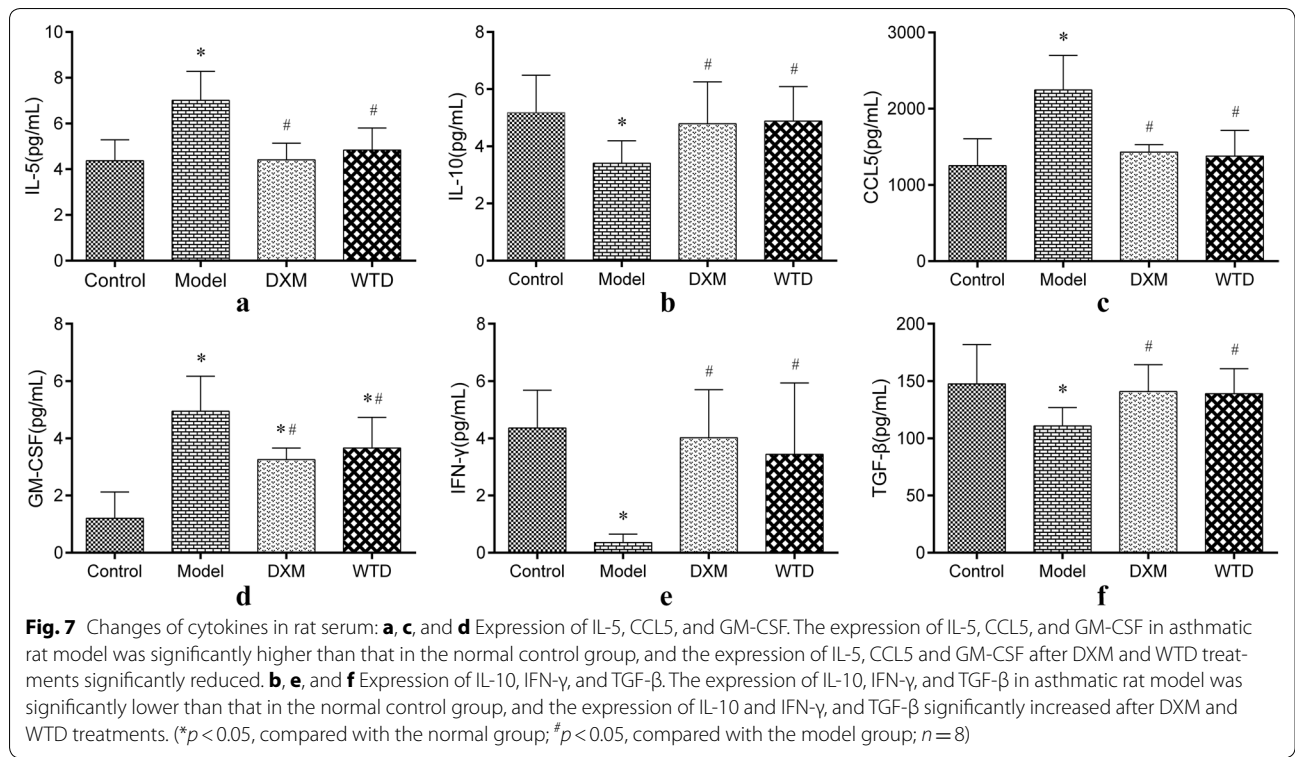 10
8
6
4
2
0
IL-5(pg/mL)
*
#
#
Control Model DXM WTD
a
8
6
4
2
0
IL-10(pg/mL)
*
#
#
Control Model DXM WTD
b
3000
2000
1000
0
CCL5(pg/mL)
*
#
#
Control Model DXM WTD
c
8
6
4
2
0
GM-CSF(pg/mL)
*
*#
*#
Control Model DXM WTD
d
8
6
4
2
0
IFN-γ(pg/mL)
*
#
#
Control Model DXM WTD
e
200
150
100
50
0
TGF-β(pg/mL)
*
#
#
Control Model DXM WTD
f
Fig. 7 Changes of cytokines in rat serum: a, c, and d Expression of IL-5, CCL5, and GM-CSF. The expression of IL-5, CCL5, and GM-CSF in asthmatic
rat model was significantly higher than that in the normal control group, and the expression of IL-5, CCL5 and GM-CSF after DXM and WTD treat-
ments significantly reduced. b, e, and f Expression of IL-10, IFN-γ, and TGF-β. The expression of IL-10, IFN-γ, and TGF-β in asthmatic rat model was
significantly lower than that in the normal control group, and the expression of IL-10 and IFN-γ, and TGF-β significantly increased after DXM and
WTD treatments. (*p < 0.05, compared with the normal group; #p < 0.05, compared with the model group; n = 8)